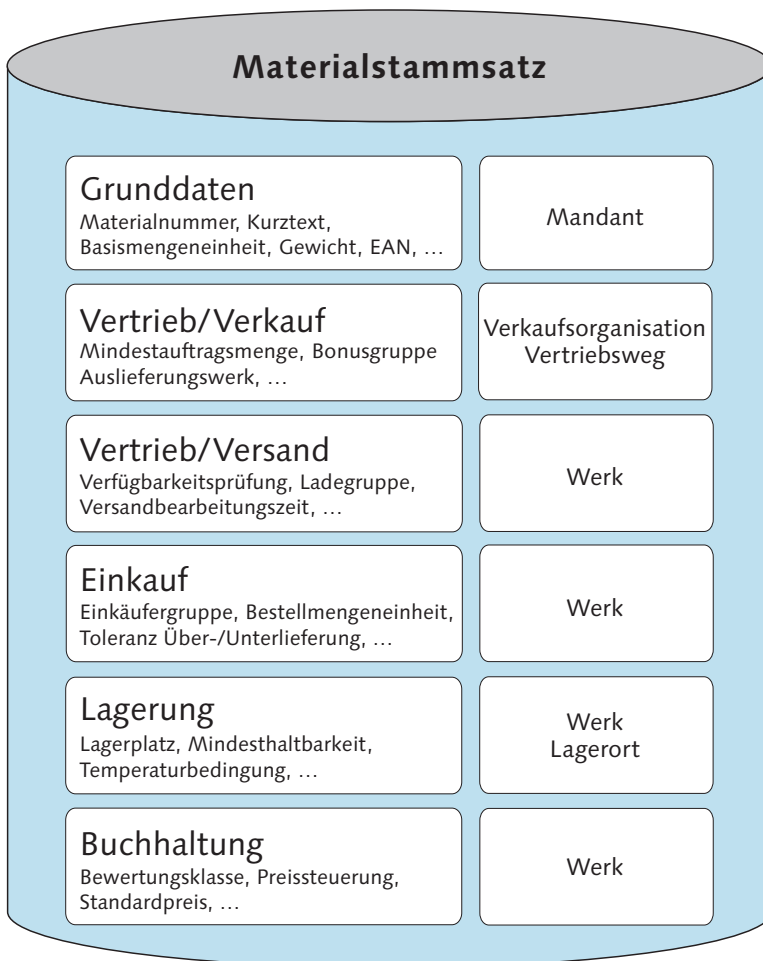 Materialstammsatz
Grunddaten
Materialnummer, Kurztext,
Basismengeneinheit, Gewicht, EAN, …
Mandant
Vertrieb/Verkauf
Mindestauftragsmenge, Bonusgruppe
Auslieferungswerk, …
Verkaufsorganisation
Vertriebsweg
Vertrieb/Versand
Verfügbarkeitsprüfung, Ladegruppe,
Versandbearbeitungszeit, …
Werk
Einkauf
Einkäufergruppe, Bestellmengeneinheit,
Toleranz Über-/Unterlieferung, …
Werk
Lagerung
Lagerplatz, Mindesthaltbarkeit,
Temperaturbedingung, …
Werk
Lagerort
Buchhaltung
Bewertungsklasse, Preissteuerung,
Standardpreis, …
Werk